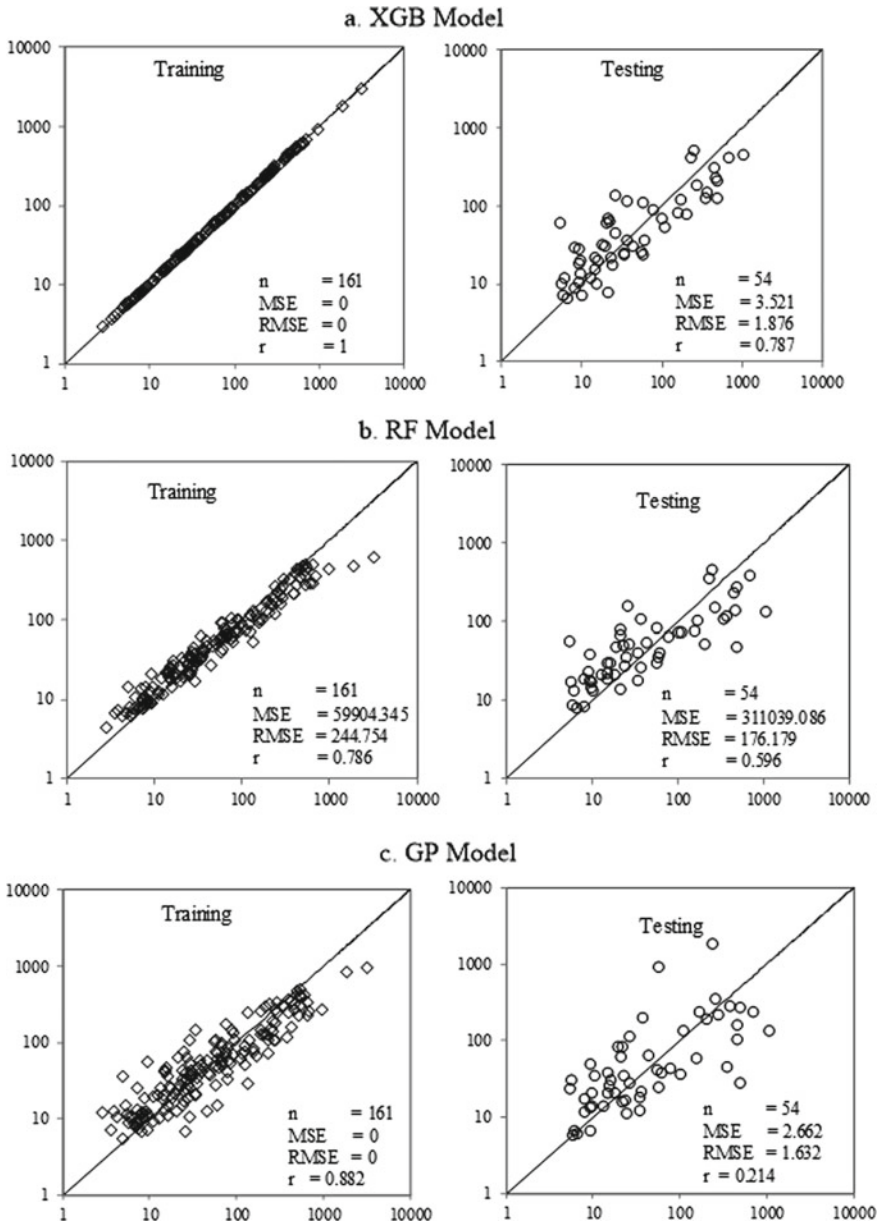 a. XGB Model
Training
10000
1000
100
10
1
n = 161
MSE = 0
RMSE = 0
r = 1
1 10 100 1000 10000
Testing
10000
1000
100
10
1
n = 54
MSE = 3.521
RMSE = 1.876
r = 0.787
1 10 100 1000 10000
b. RF Model
Training
10000
1000
100
10
1
n = 161
MSE = 59904.345
RMSE = 244.754
r = 0.786
1 10 100 1000 10000
Testing
10000
1000
100
10
1
n = 54
MSE = 311039.086
RMSE = 176.179
r = 0.596
1 10 100 1000 10000
c. GP Model
Training
10000
1000
100
10
1
n = 161
MSE = 0
RMSE = 0
r = 0.882
1 10 100 1000 10000
Testing
10000
1000
100
10
1
n = 54
MSE = 2.662
RMSE = 1.632
r = 0.214
1 10 100 1000 10000